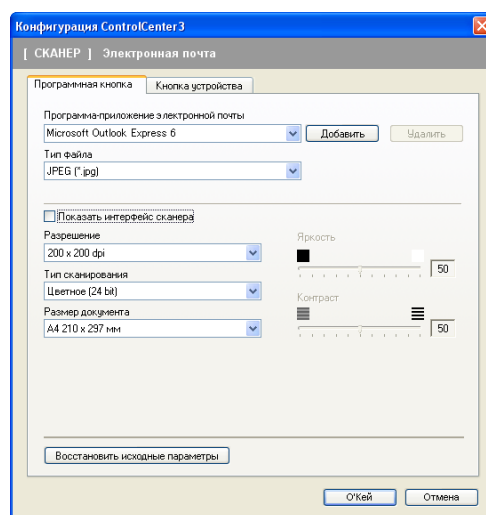 Конфигурация ControlCenter3
[ СКАНЕР ] Электронная почта
Программная кнопка Кнопка устройства
Программа-приложение электронной почты
Microsoft Outlook Express 6 Добавить Удалить
Тип файла
JPEG (*.jpg)
Показать интерфейс сканера
Разрешение Яркость
200 x 200 dpi 50
Тип сканирования
Цветное (24 bit) Контраст
Размер документа
A4 210 x 297 мм 50
Восстановить исходные параметры
О'Кей Отмена